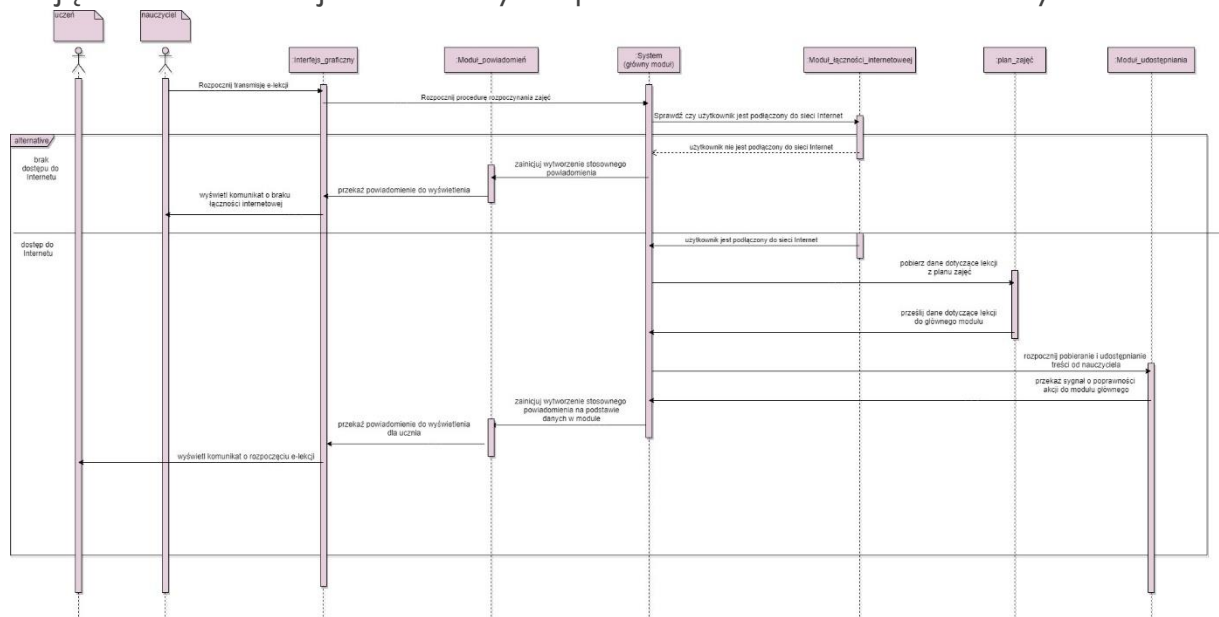 uczeń
nauczyciel
:Interfejs_graficzny
:Moduł_powiadomień
:System
(główny moduł)
:Moduł_łączności_internetoweej
:plan_zajęć
:Moduł_udostępniania
Rozpocznij transmisję e-lekcji
Rozpocznij procedurę rozpoczynania zajęć
Sprawdź czy użytkownik jest podłączony do sieci Internet
alternative
brak
dostępu do
Internetu
użytkownik nie jest podłączony do sieci Internet
zainicjuj wytworzenie stosownego
powiadomienia
przekaż powiadomienie do wyświetlenia
wyświetl komunikat o braku
łączności internetowej
dostęp do
Internetu
użytkownik jest podłączony do sieci Internet
pobierz dane dotyczące lekcji
z planu zajęć
prześlij dane dotyczące lekcji
do głównego modułu
rozpocznij pobieranie i udostępnianie
treści od nauczyciela
przekaż sygnał o poprawności
akcji do modułu głównego
zainicjuj wytworzenie stosownego
powiadomienia na podstawie
danych w module
przekaż powiadomienie do wyświetlenia
dla ucznia
wyświetl komunikat o rozpoczęciu e-lekcji